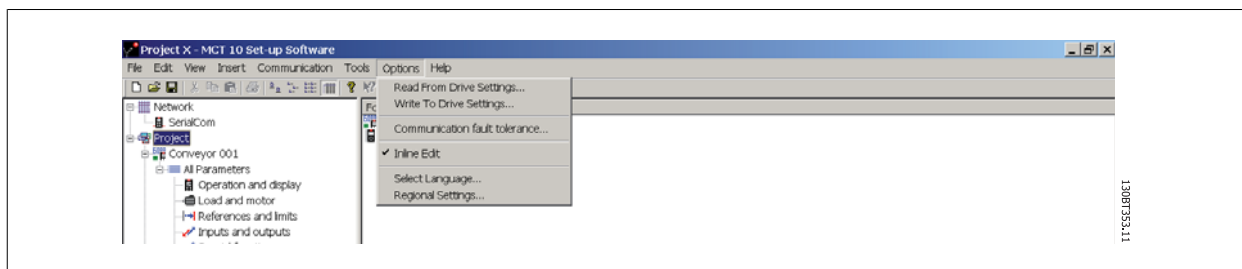 Project X - MCT 10 Set-up Software
File Edit View Insert Communication Tools Options Help
Read From Drive Settings...
Write To Drive Settings...
Communication fault tolerance...
Inline Edit
Select Language...
Regional Settings...
Network
SerialCom
Project
Conveyor 001
All Parameters
Operation and display
Load and motor
References and limits
Inputs and outputs
130BT353.11